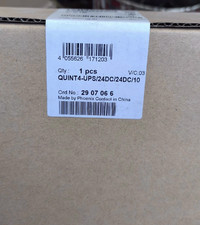 4 055626 171203
Qty : 1 pcs V/C.03
QUINT4-UPS/24DC/24DC/10
Ord No.: 29 07 06 6
Made by Phoenix Contact in China